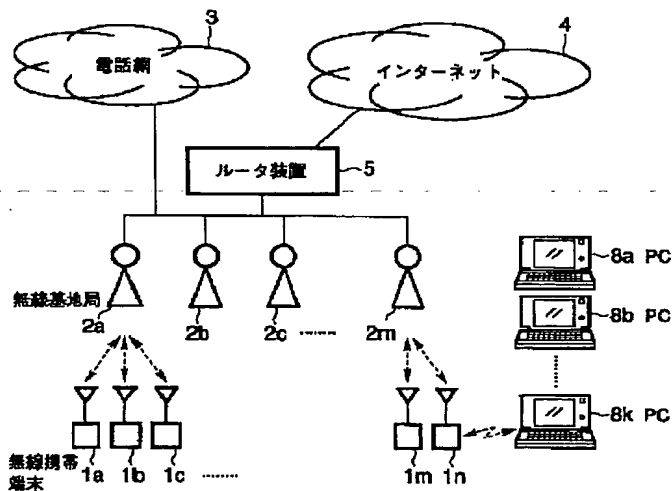 3
電話網
4
インターネット
ルータ装置
5
無線基地局
2a
2b
2c
2m
8a PC
8b PC
8k PC
無線携帯
端末
1a
1b
1c
1m
1n